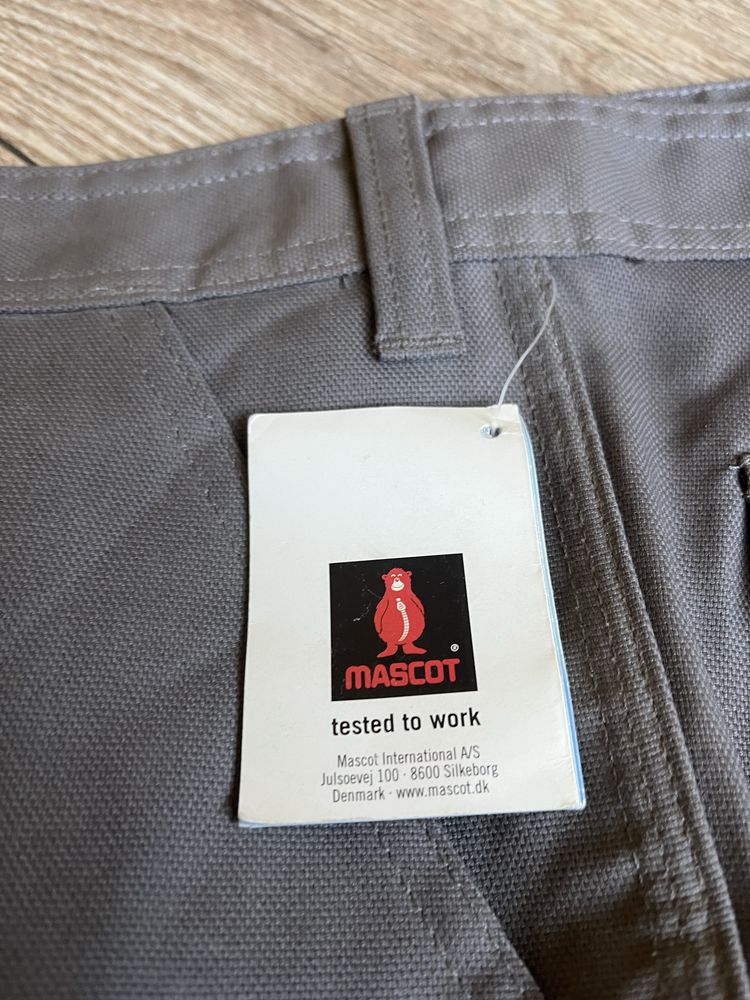 ®
MASCOT
tested to work
Mascot International A/S
Julsoevej 100 · 8600 Silkeborg
Denmark · www.mascot.dk